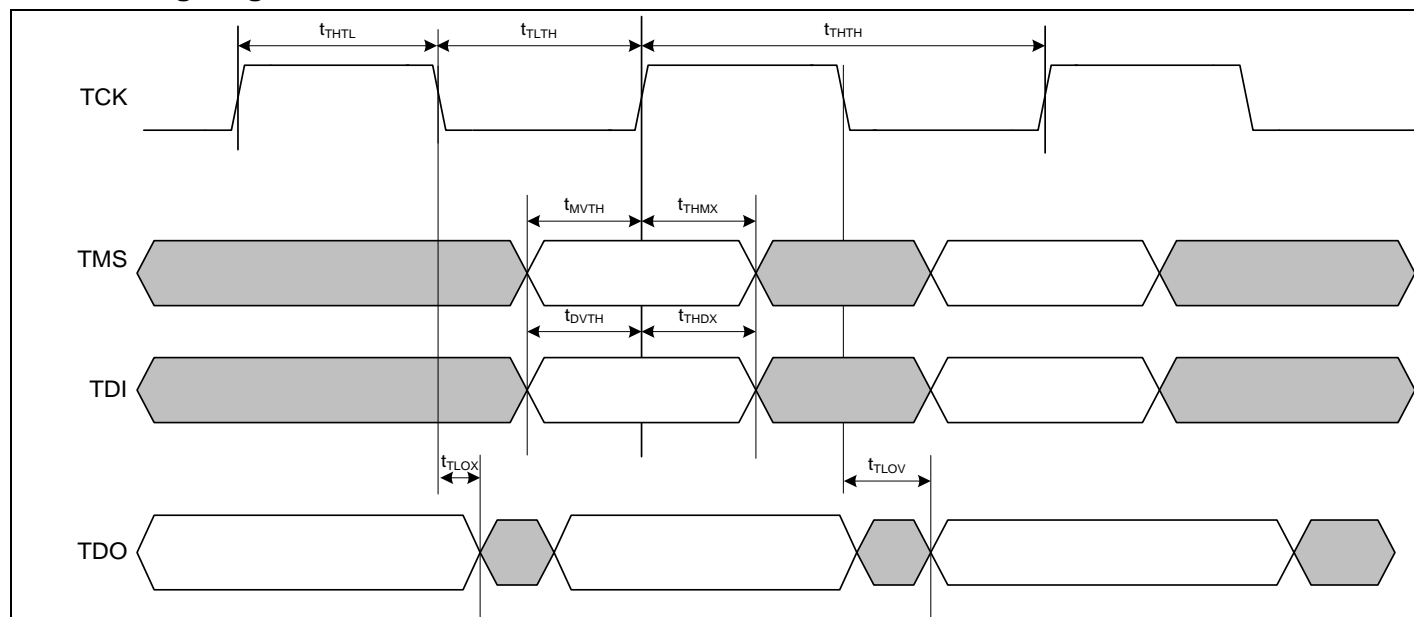 tTHTL tTLTH tTHTH
TCK
tMVTH tTHMX
TMS
tDVTH tTHDX
TDI
tTLOX tTLOV
TDO